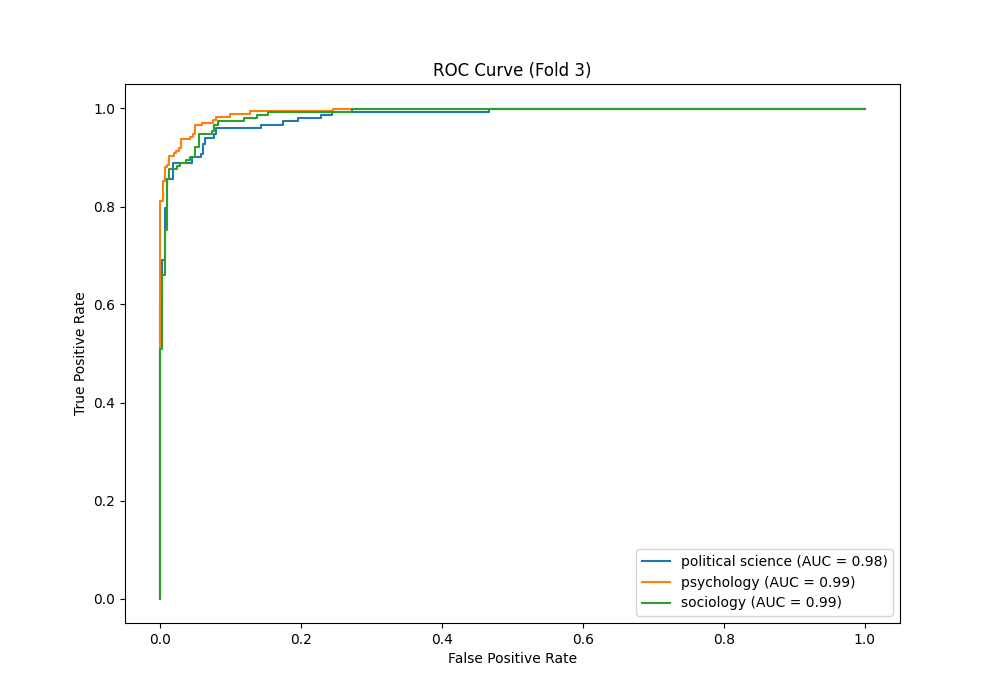 ROC Curve (Fold 3)
1.0
0.8
0.6
0.4
0.2
0.0
True Positive Rate
political science (AUC = 0.98)
psychology (AUC = 0.99)
sociology (AUC = 0.99)
0.0 0.2 0.4 0.6 0.8 1.0
False Positive Rate